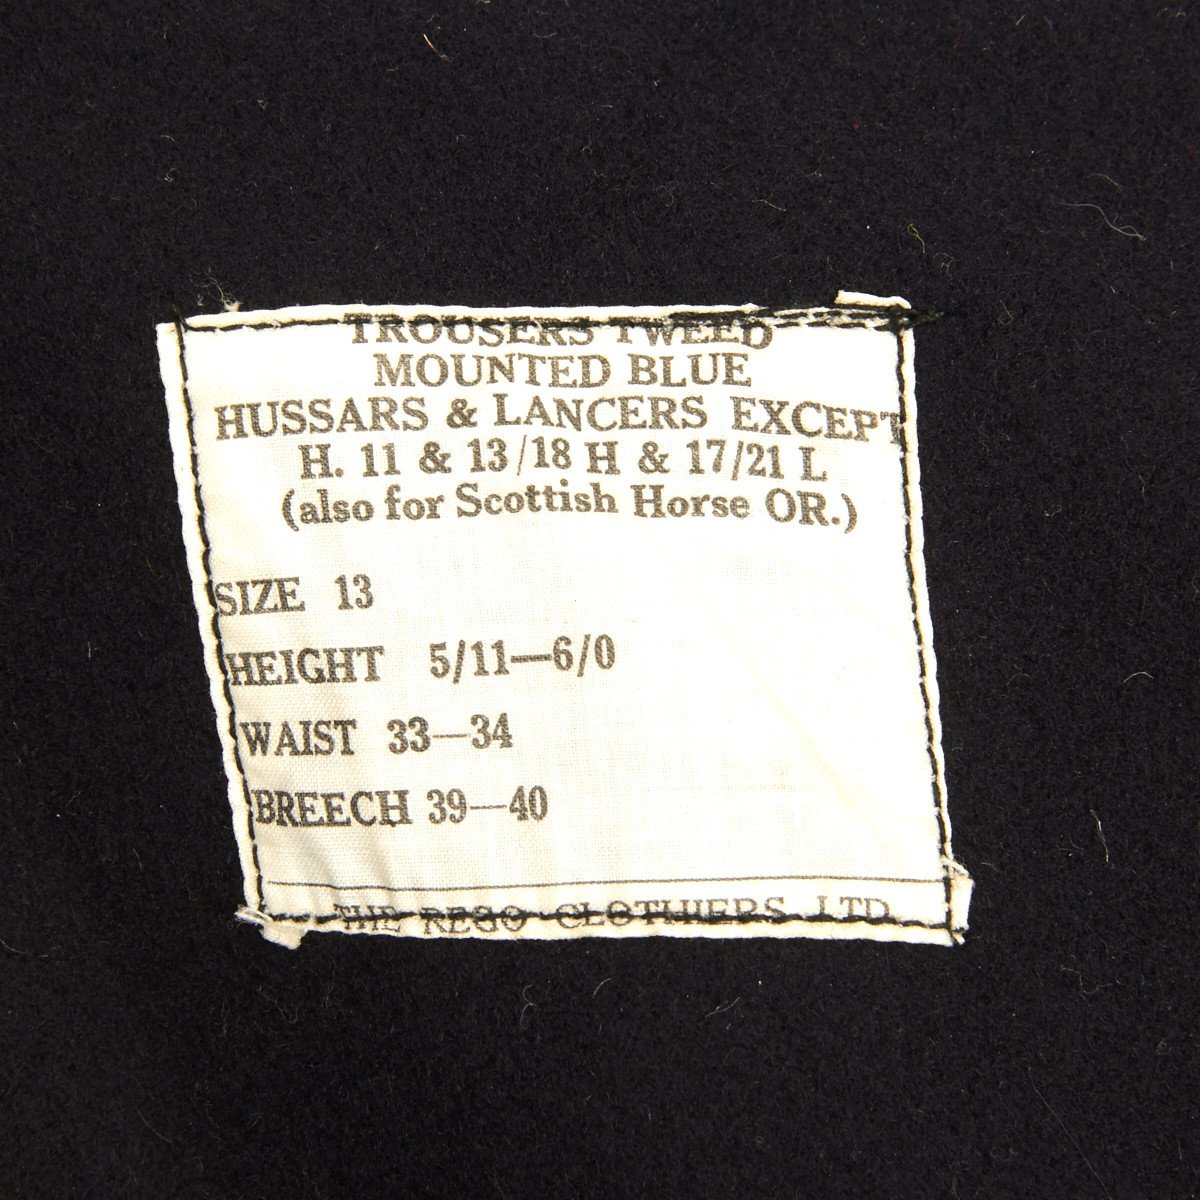 TROUSERS TWEED
MOUNTED BLUE
HUSSARS & LANCERS EXCEPT
H. 11 & 13/18 H & 17/21 L
(also for Scottish Horse OR.)
SIZE 13
HEIGHT 5/11—6/0
WAIST 33—34
BREECH 39—40
THE REGO CLOTHIERS LTD